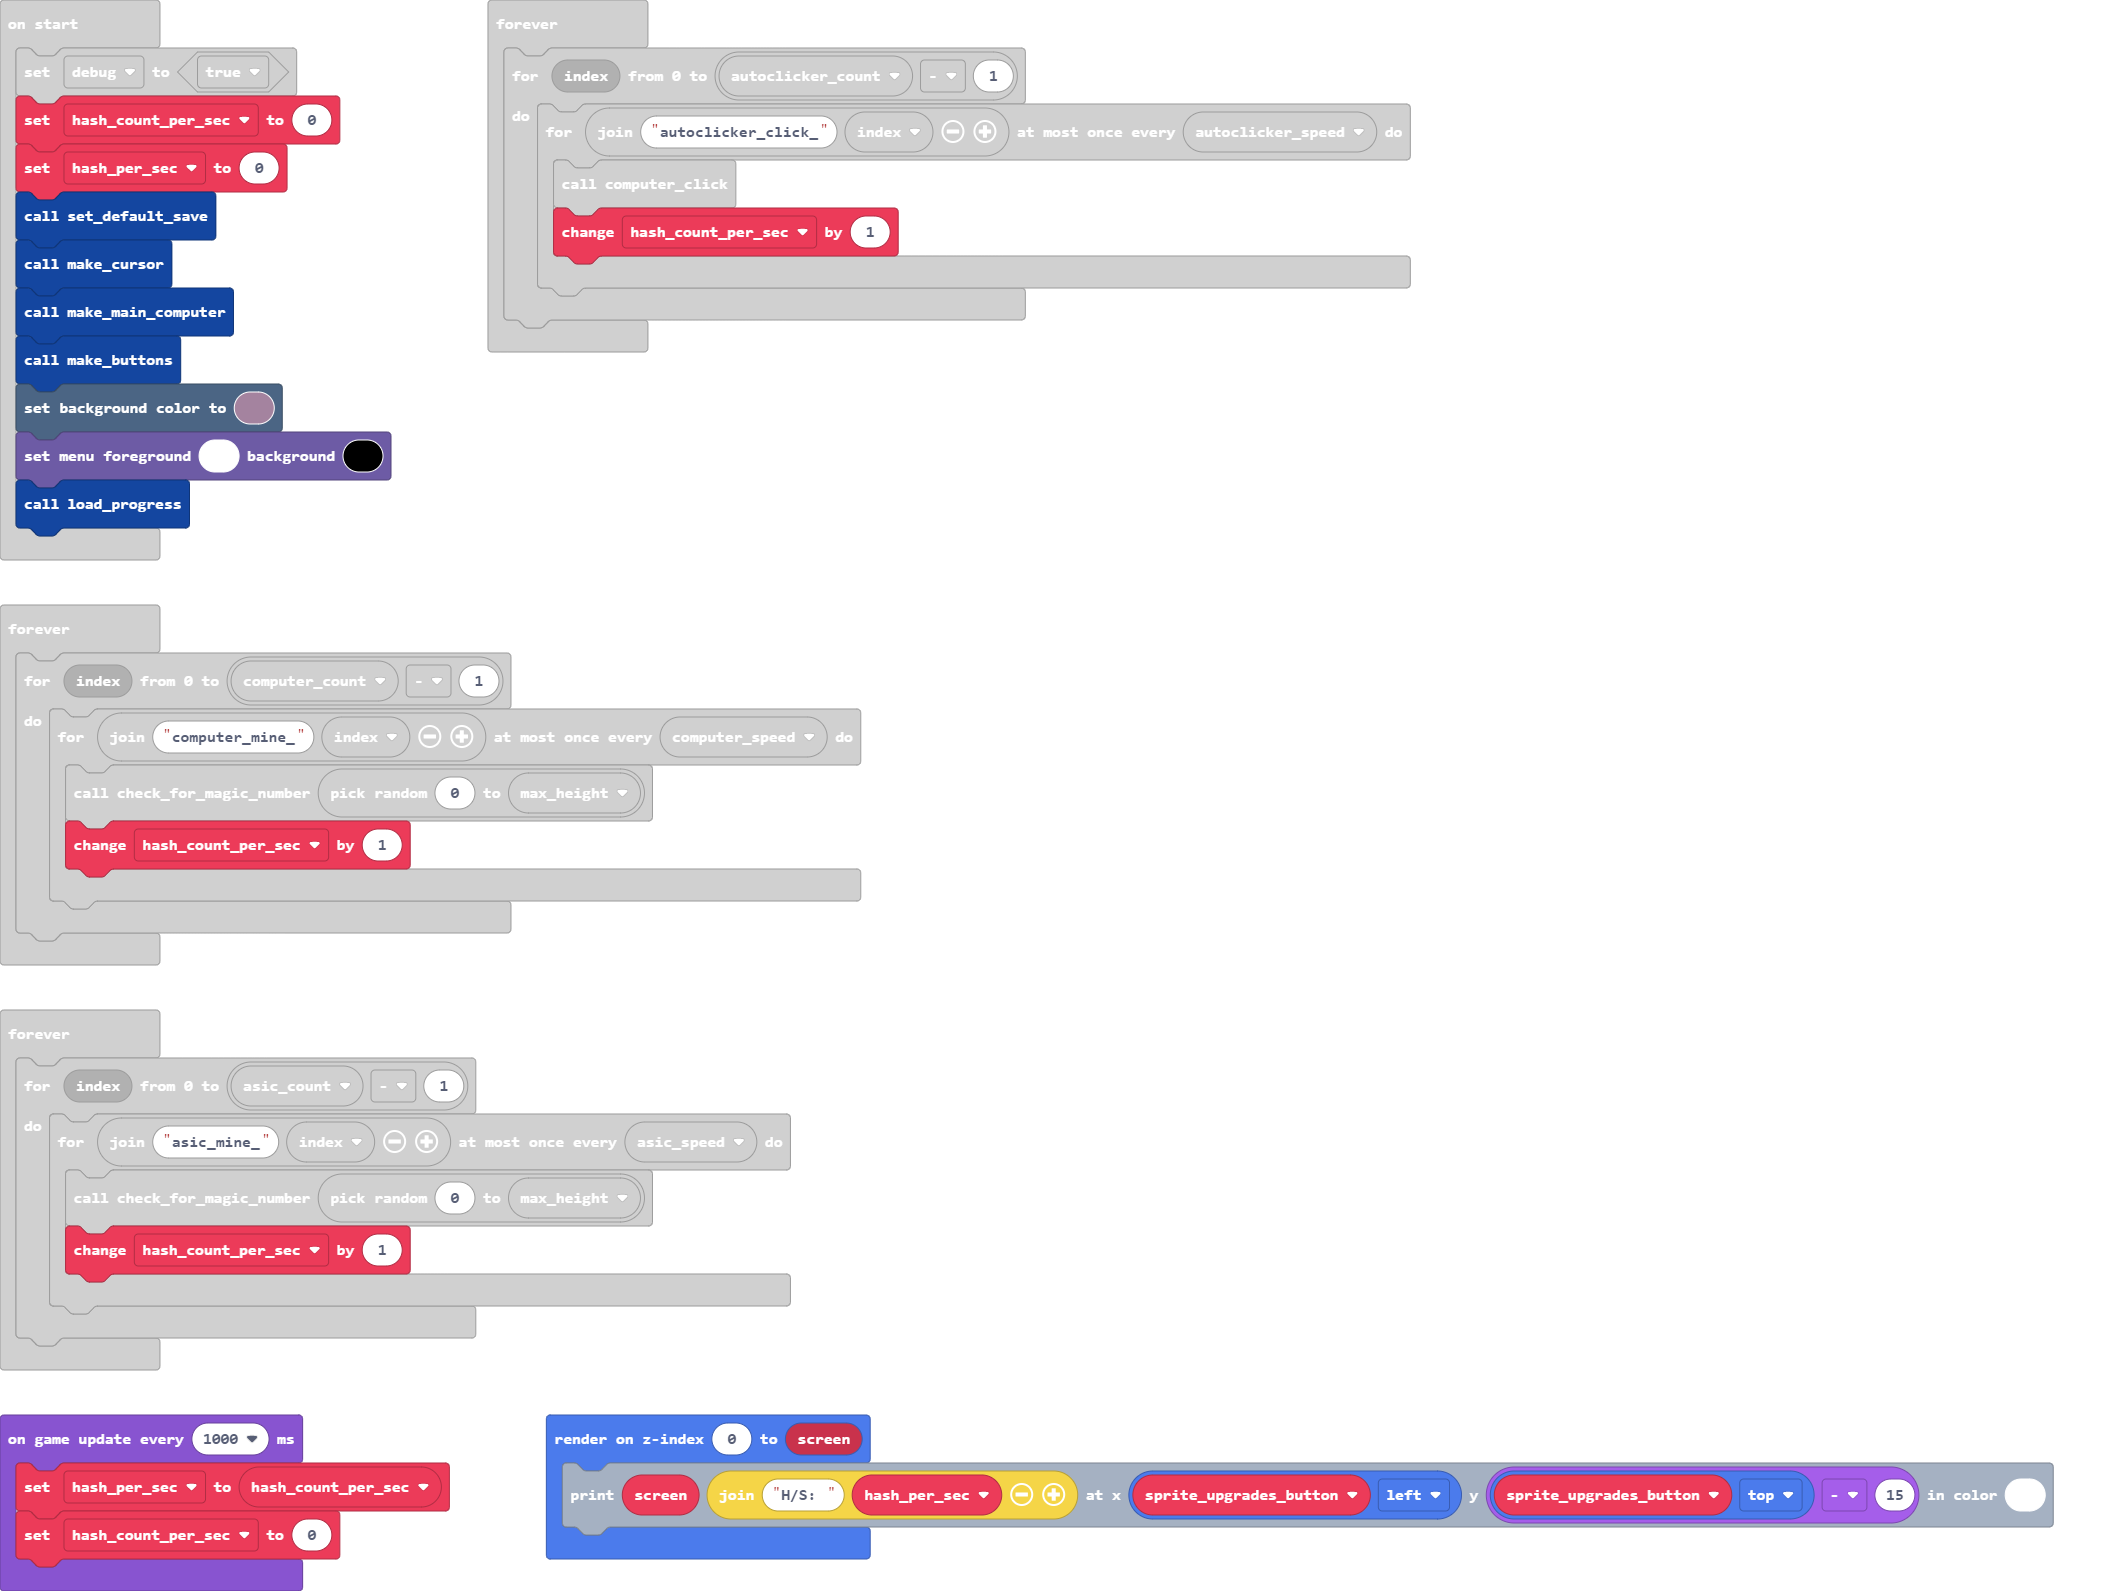 on start
set debug to true
set hash_count_per_sec to 0
set hash_per_sec to 0
call set_default_save
call make_cursor
call make_main_computer
call make_buttons
set background color to
set menu foreground background
call load_progress
forever
for index from 0 to autoclicker_count - 1
do
for join "autoclicker_click_" index at most once every autoclicker_speed do
call computer_click
change hash_count_per_sec by 1
forever
for index from 0 to computer_count - 1
do
for join "computer_mine_" index at most once every computer_speed do
call check_for_magic_number pick random 0 to max_height
change hash_count_per_sec by 1
forever
for index from 0 to asic_count - 1
do
for join "asic_mine_" index at most once every asic_speed do
call check_for_magic_number pick random 0 to max_height
change hash_count_per_sec by 1
on game update every 1000 ms
set hash_per_sec to hash_count_per_sec
set hash_count_per_sec to 0
render on z-index 0 to screen
print screen join "H/S: " hash_per_sec at x sprite_upgrades_button left y sprite_upgrades_button top - 15 in color